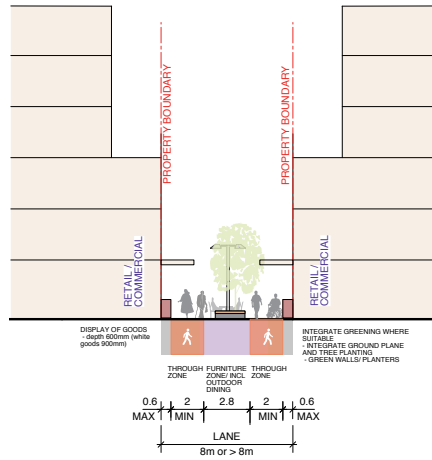 PROPERTY BOUNDARY
PROPERTY BOUNDARY
RETAIL/
COMMERCIAL
RETAIL/
COMMERCIAL
DISPLAY OF GOODS
- depth 600mm (white
goods 900mm)
INTEGRATE GREENING WHERE
SUITABLE
- INTEGRATE GROUND PLANE
AND TREE PLANTING
- GREEN WALLS/ PLANTERS
THROUGH
ZONE
FURNITURE
ZONE/ INCL
OUTDOOR
DINING
THROUGH
ZONE
0.6 2 2.8 2 0.6
MAX MIN MIN MAX
LANE
8m or > 8m